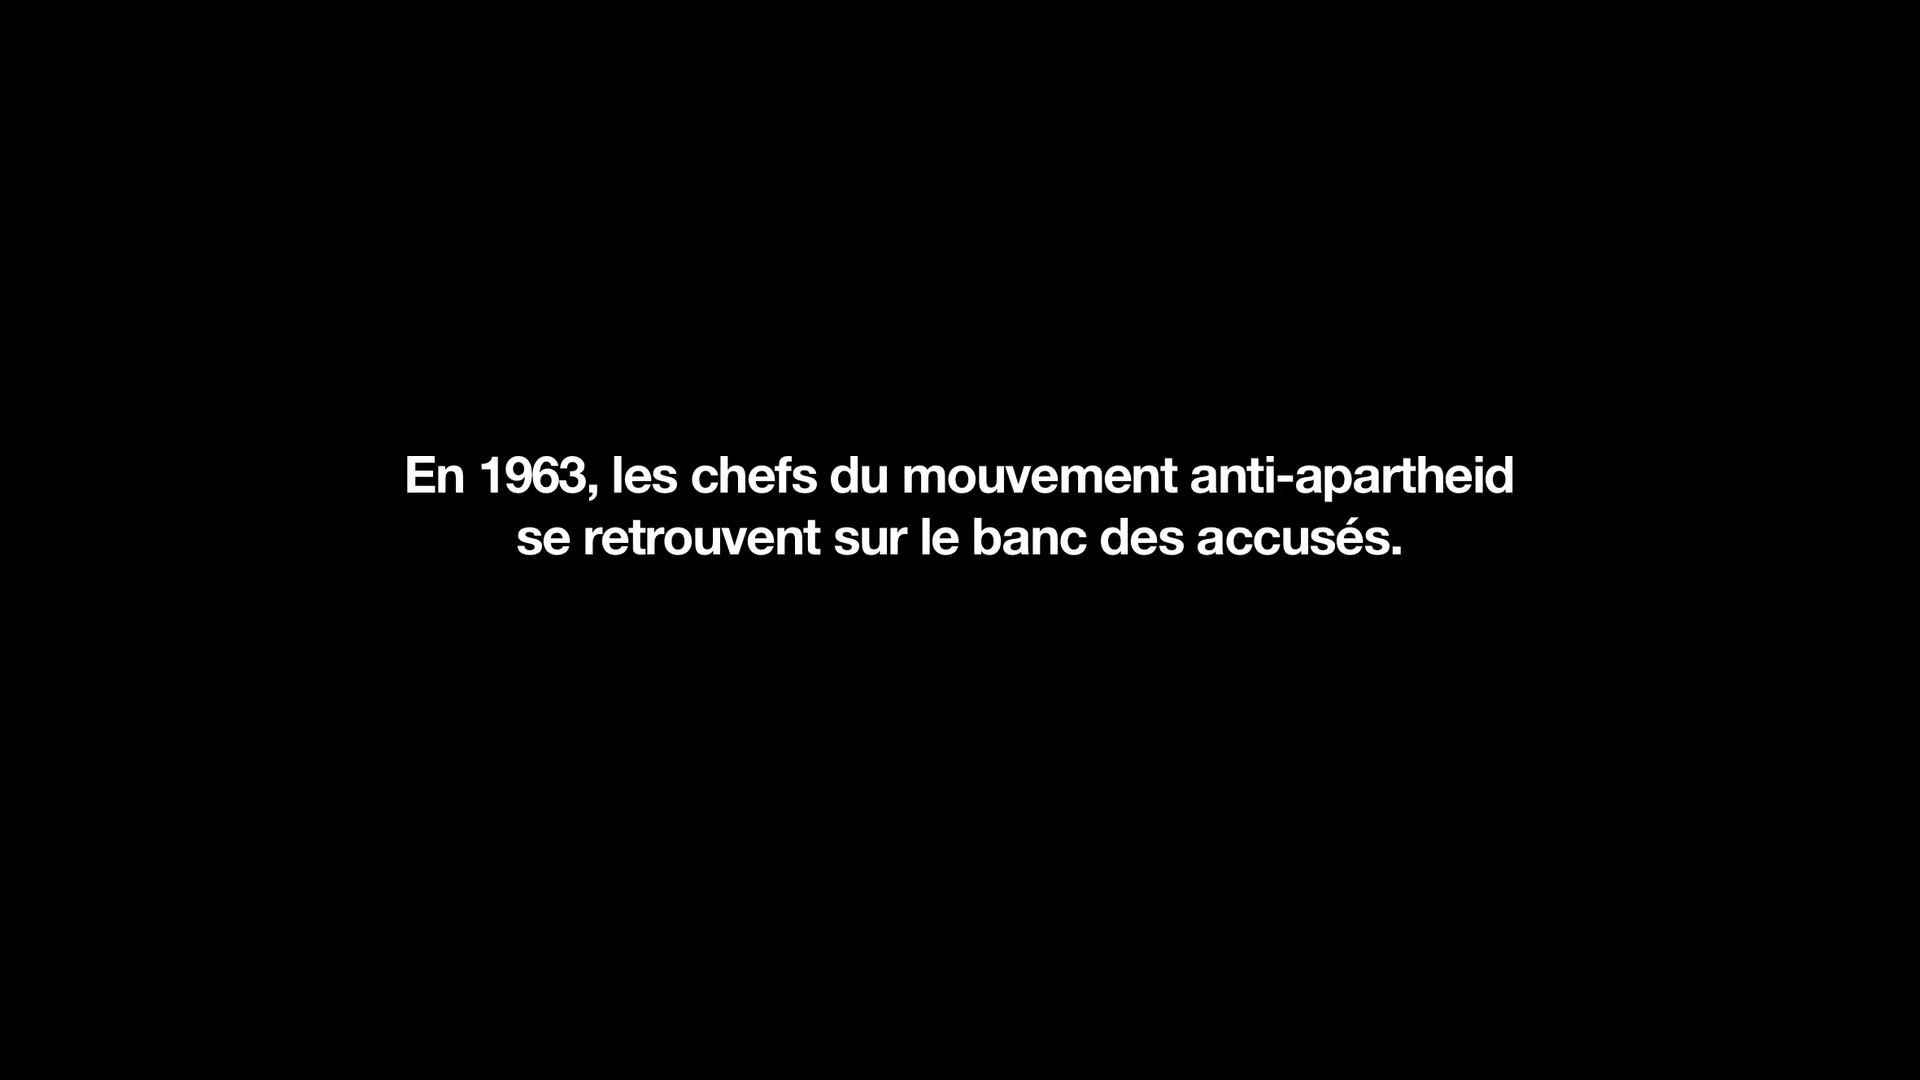 En 1963, les chefs du mouvement anti-apartheid
se retrouvent sur le banc des accusés.